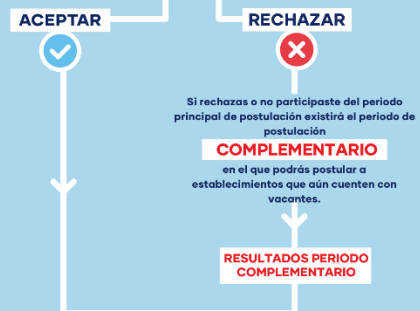 ACEPTAR
RECHAZAR
Si rechazas o no participaste del periodo
principal de postulación existirá el periodo de
postulación
COMPLEMENTARIO
en el que podrás postular a
establecimientos que aún cuenten con
vacantes.
RESULTADOS PERIODO
COMPLEMENTARIO